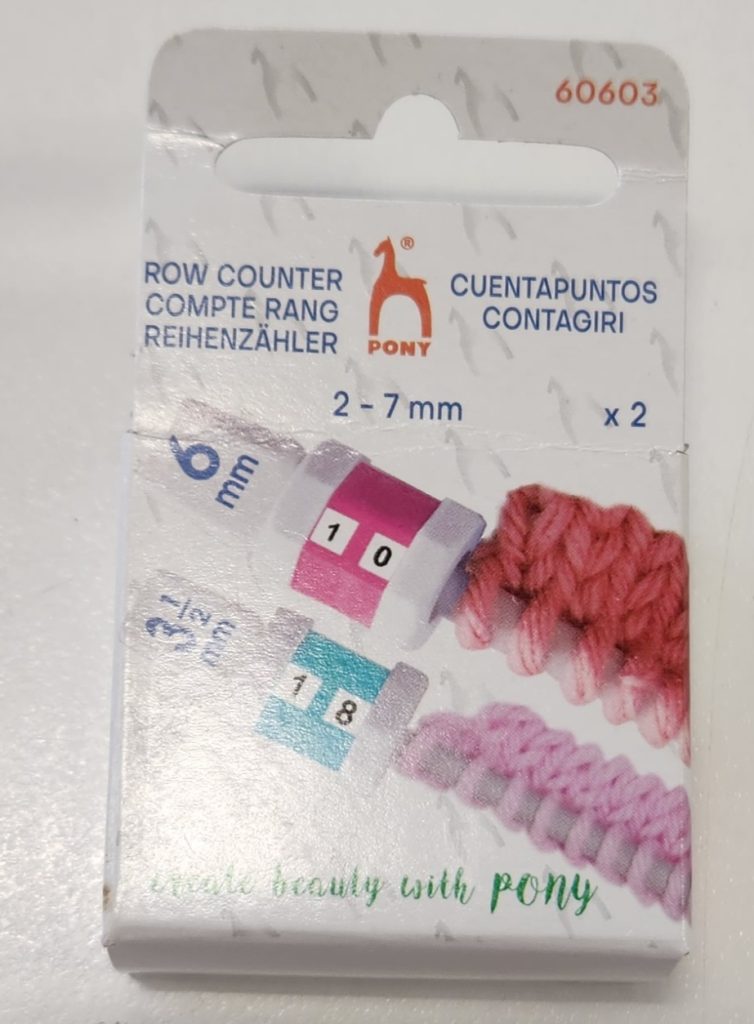 60603
ROW COUNTER
COMPTE RANG
REIHENZÄHLER
®
PONY
CUENTAPUNTOS
CONTAGIRI
2 - 7 mm
x 2
6
mm
1 0
3 1/2
mm
1 8
create beauty with PONY